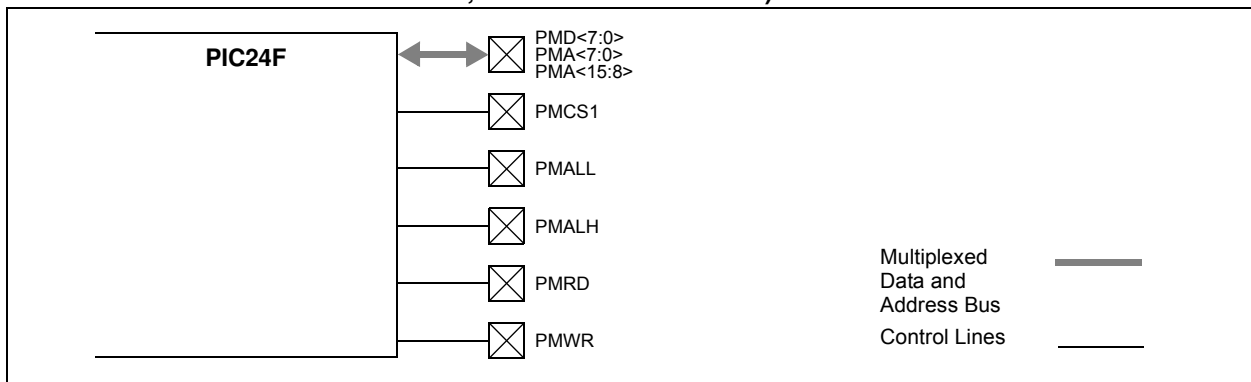 PIC24F
PMD<7:0>
PMA<7:0>
PMA<15:8>
PMCS1
PMALL
PMALH
PMRD
PMWR
Multiplexed
Data and
Address Bus
Control Lines